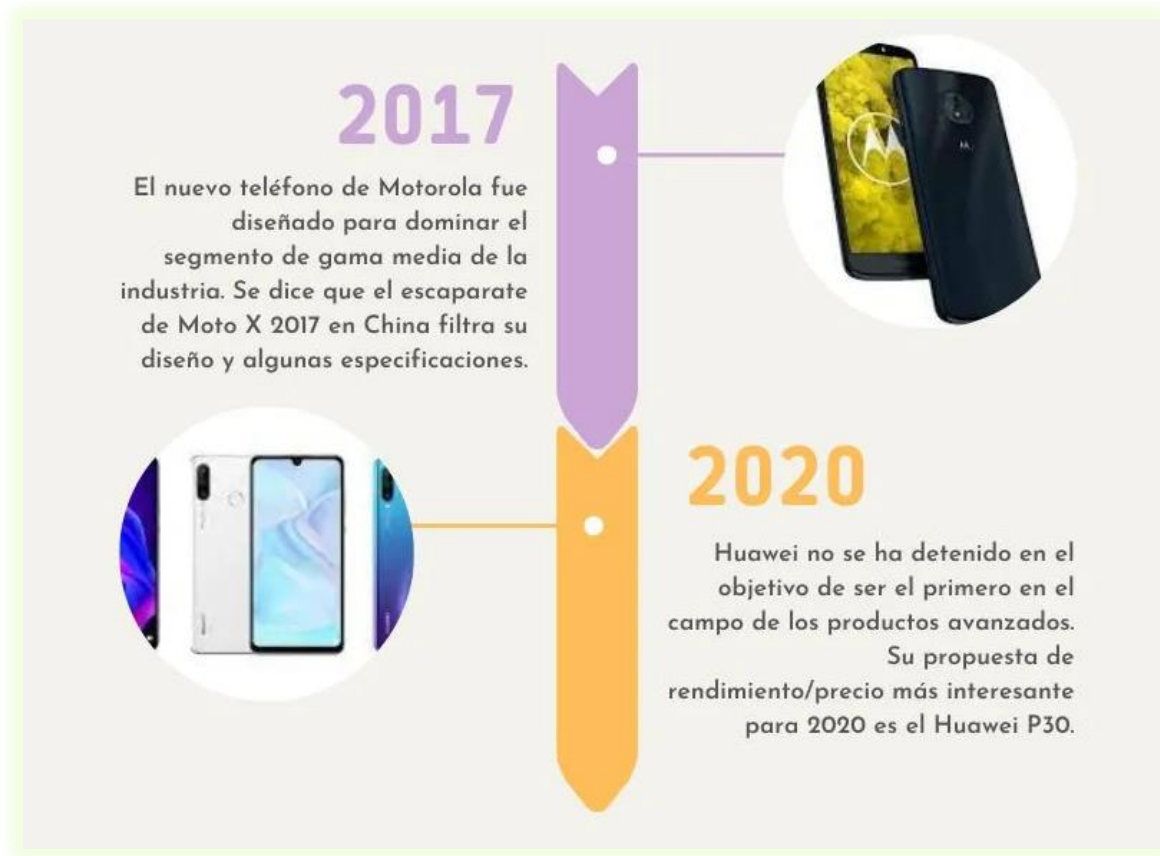 2017
El nuevo teléfono de Motorola fue
diseñado para dominar el
segmento de gama media de la
industria. Se dice que el escaparate
de Moto X 2017 en China filtra su
diseño y algunas especificaciones.
2020
Huawei no se ha detenido en el
objetivo de ser el primero en el
campo de los productos avanzados.
Su propuesta de
rendimiento/precio más interesante
para 2020 es el Huawei P30.